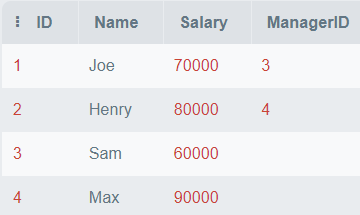 ID Name Salary ManagerID
1 Joe 70000 3
2 Henry 80000 4
3 Sam 60000
4 Max 90000